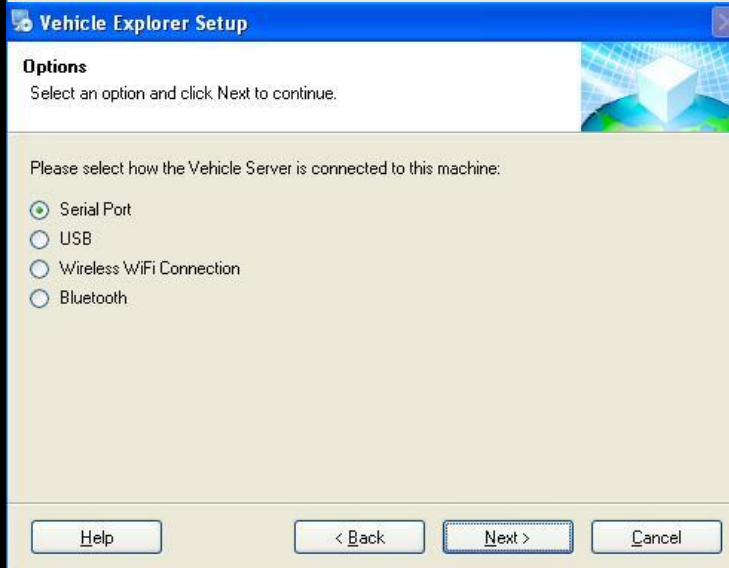 Vehicle Explorer Setup
Options
Select an option and click Next to continue.
Please select how the Vehicle Server is connected to this machine:
Serial Port
USB
Wireless WiFi Connection
Bluetooth
Help
< Back
Next >
Cancel